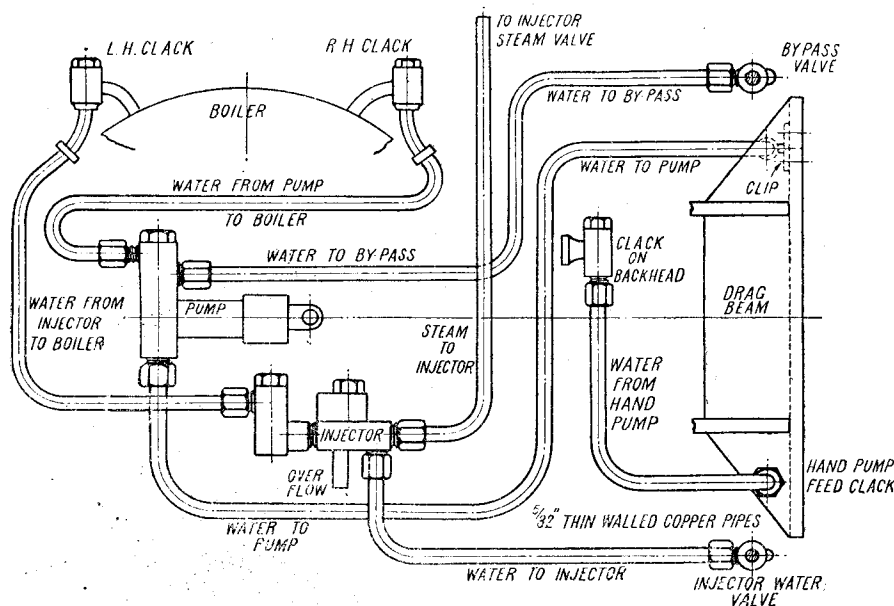 L.H. CLACK
R H CLACK
TO INJECTOR
STEAM VALVE
BYPASS
VALVE
BOILER
WATER TO BY-PASS
WATER TO PUMP
CLIP
WATER FROM PUMP
TO BOILER
WATER TO BY-PASS
CLACK
ON
BACKHEAD
WATER FROM
INJECTOR
TO BOILER
PUMP
DRAG
BEAM
STEAM
TO
INJECTOR
WATER
FROM
HAND
PUMP
INJECTOR
OVER
FLOW
HAND PUMP
FEED CLACK
WATER TO
PUMP
5/32" THIN WALLED COPPER PIPES
WATER TO INJECTOR
INJECTOR WATER
VALVE